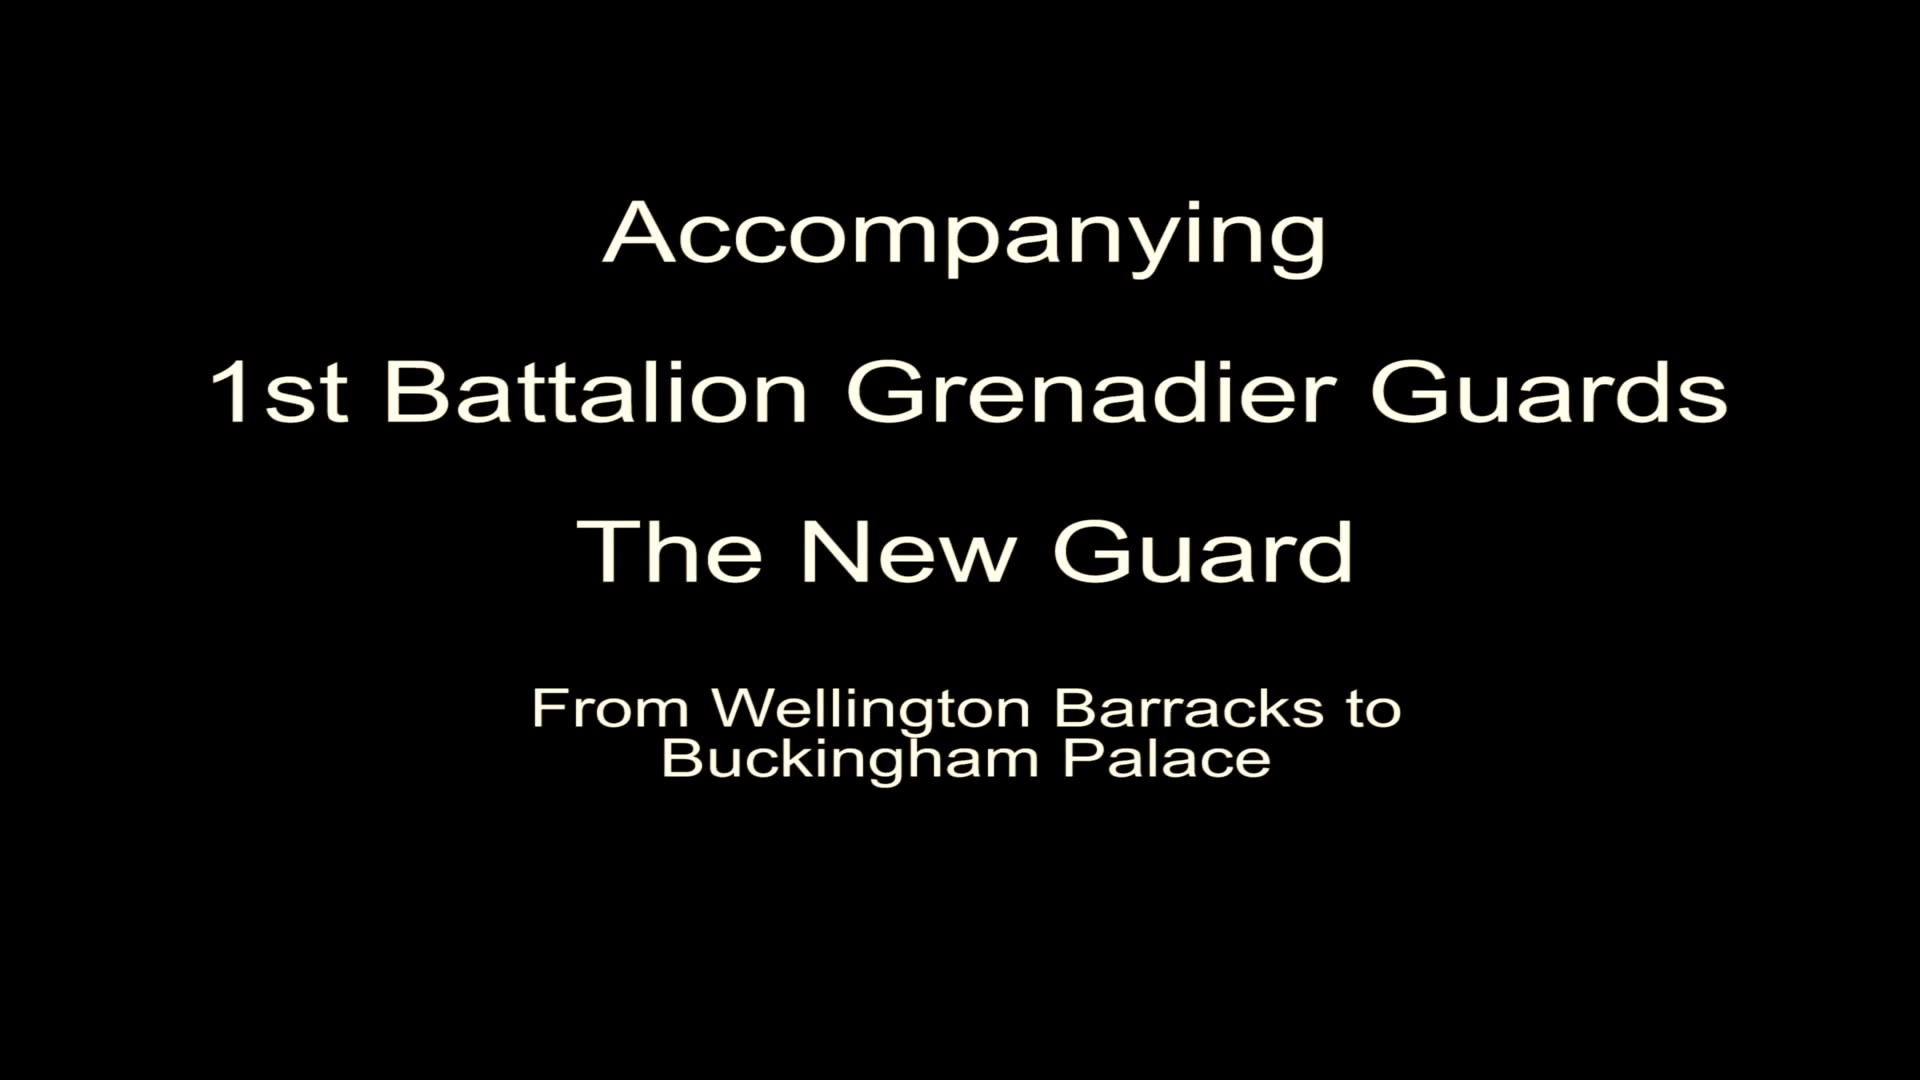 Accompanying
1st Battalion Grenadier Guards
The New Guard
From Wellington Barracks to
Buckingham Palace